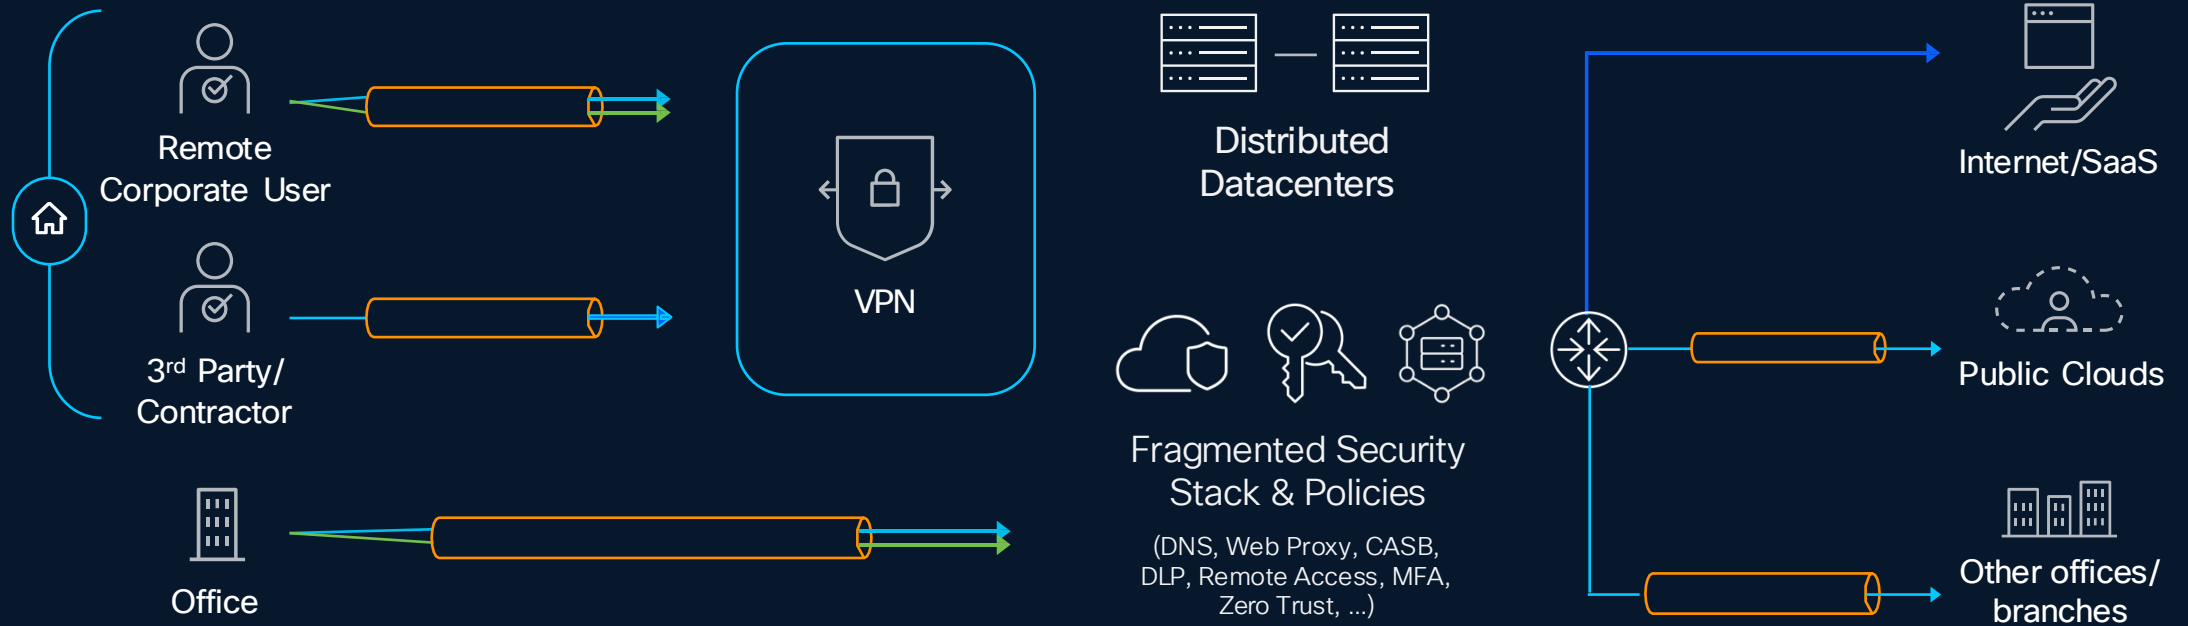 Remote
Corporate User
3rd Party/
Contractor
Office
VPN
Distributed
Datacenters
Fragmented Security
Stack & Policies
(DNS, Web Proxy, CASB,
DLP, Remote Access, MFA,
Zero Trust, ...)
Internet/SaaS
Public Clouds
Other offices/
branches